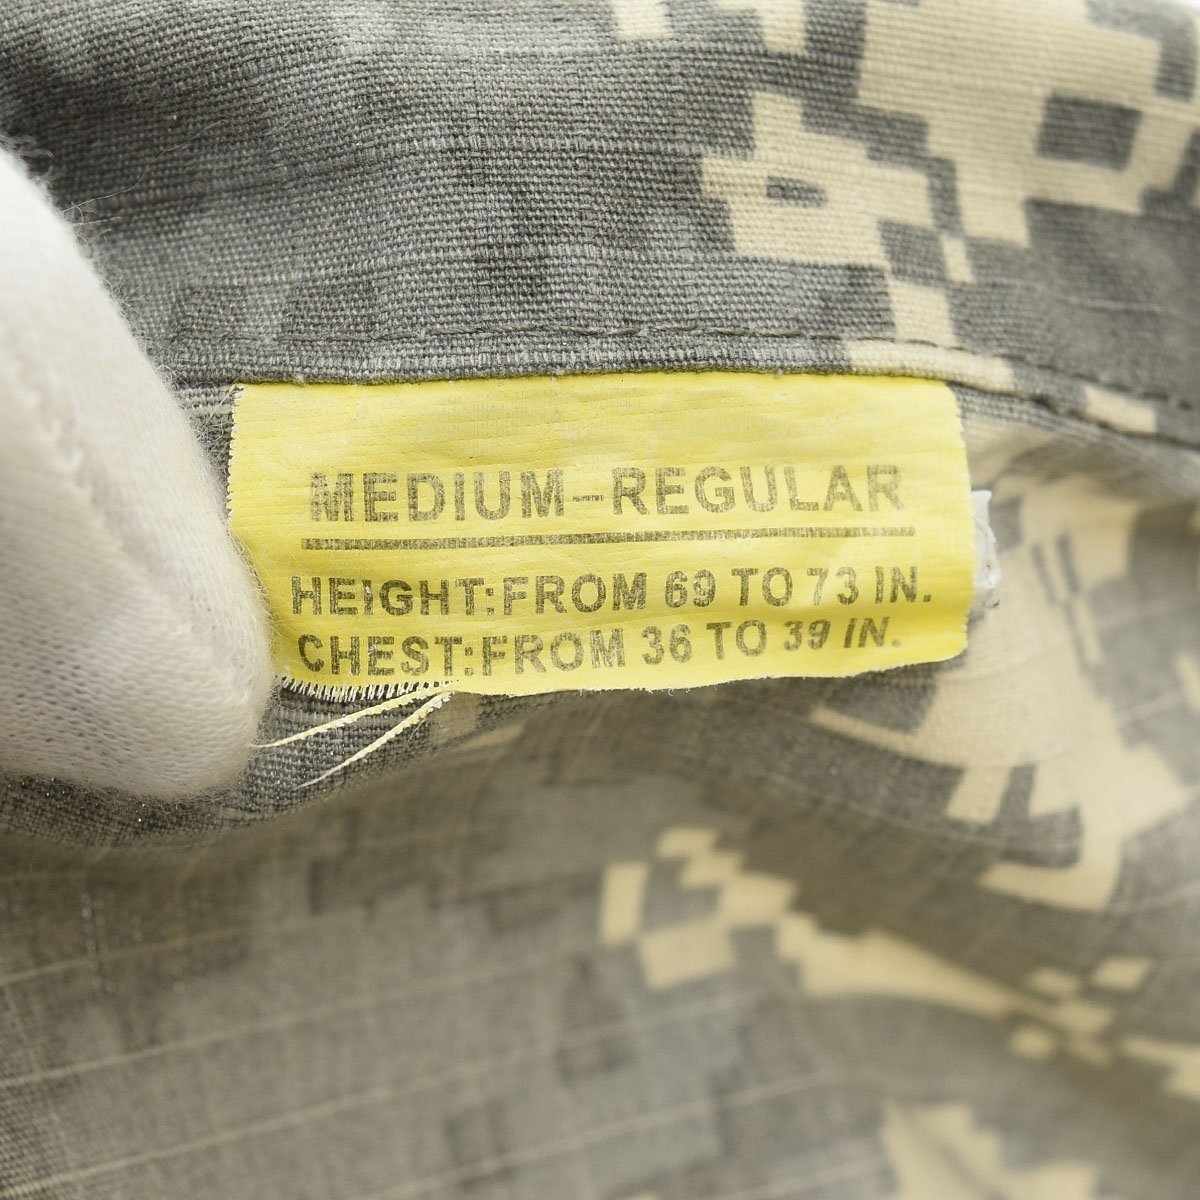 MEDIUM-REGULAR
HEIGHT:FROM 69 TO 73 IN.
CHEST:FROM 36 TO 39 IN.